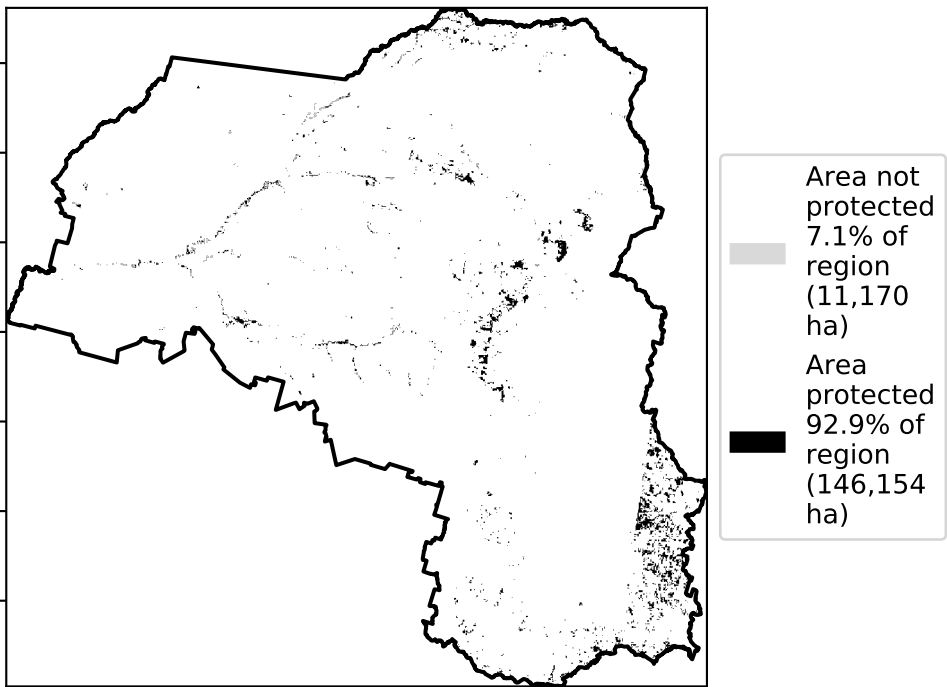 Area not
protected
7.1% of
region
(11,170
ha)
Area
protected
92.9% of
region
(146,154
ha)